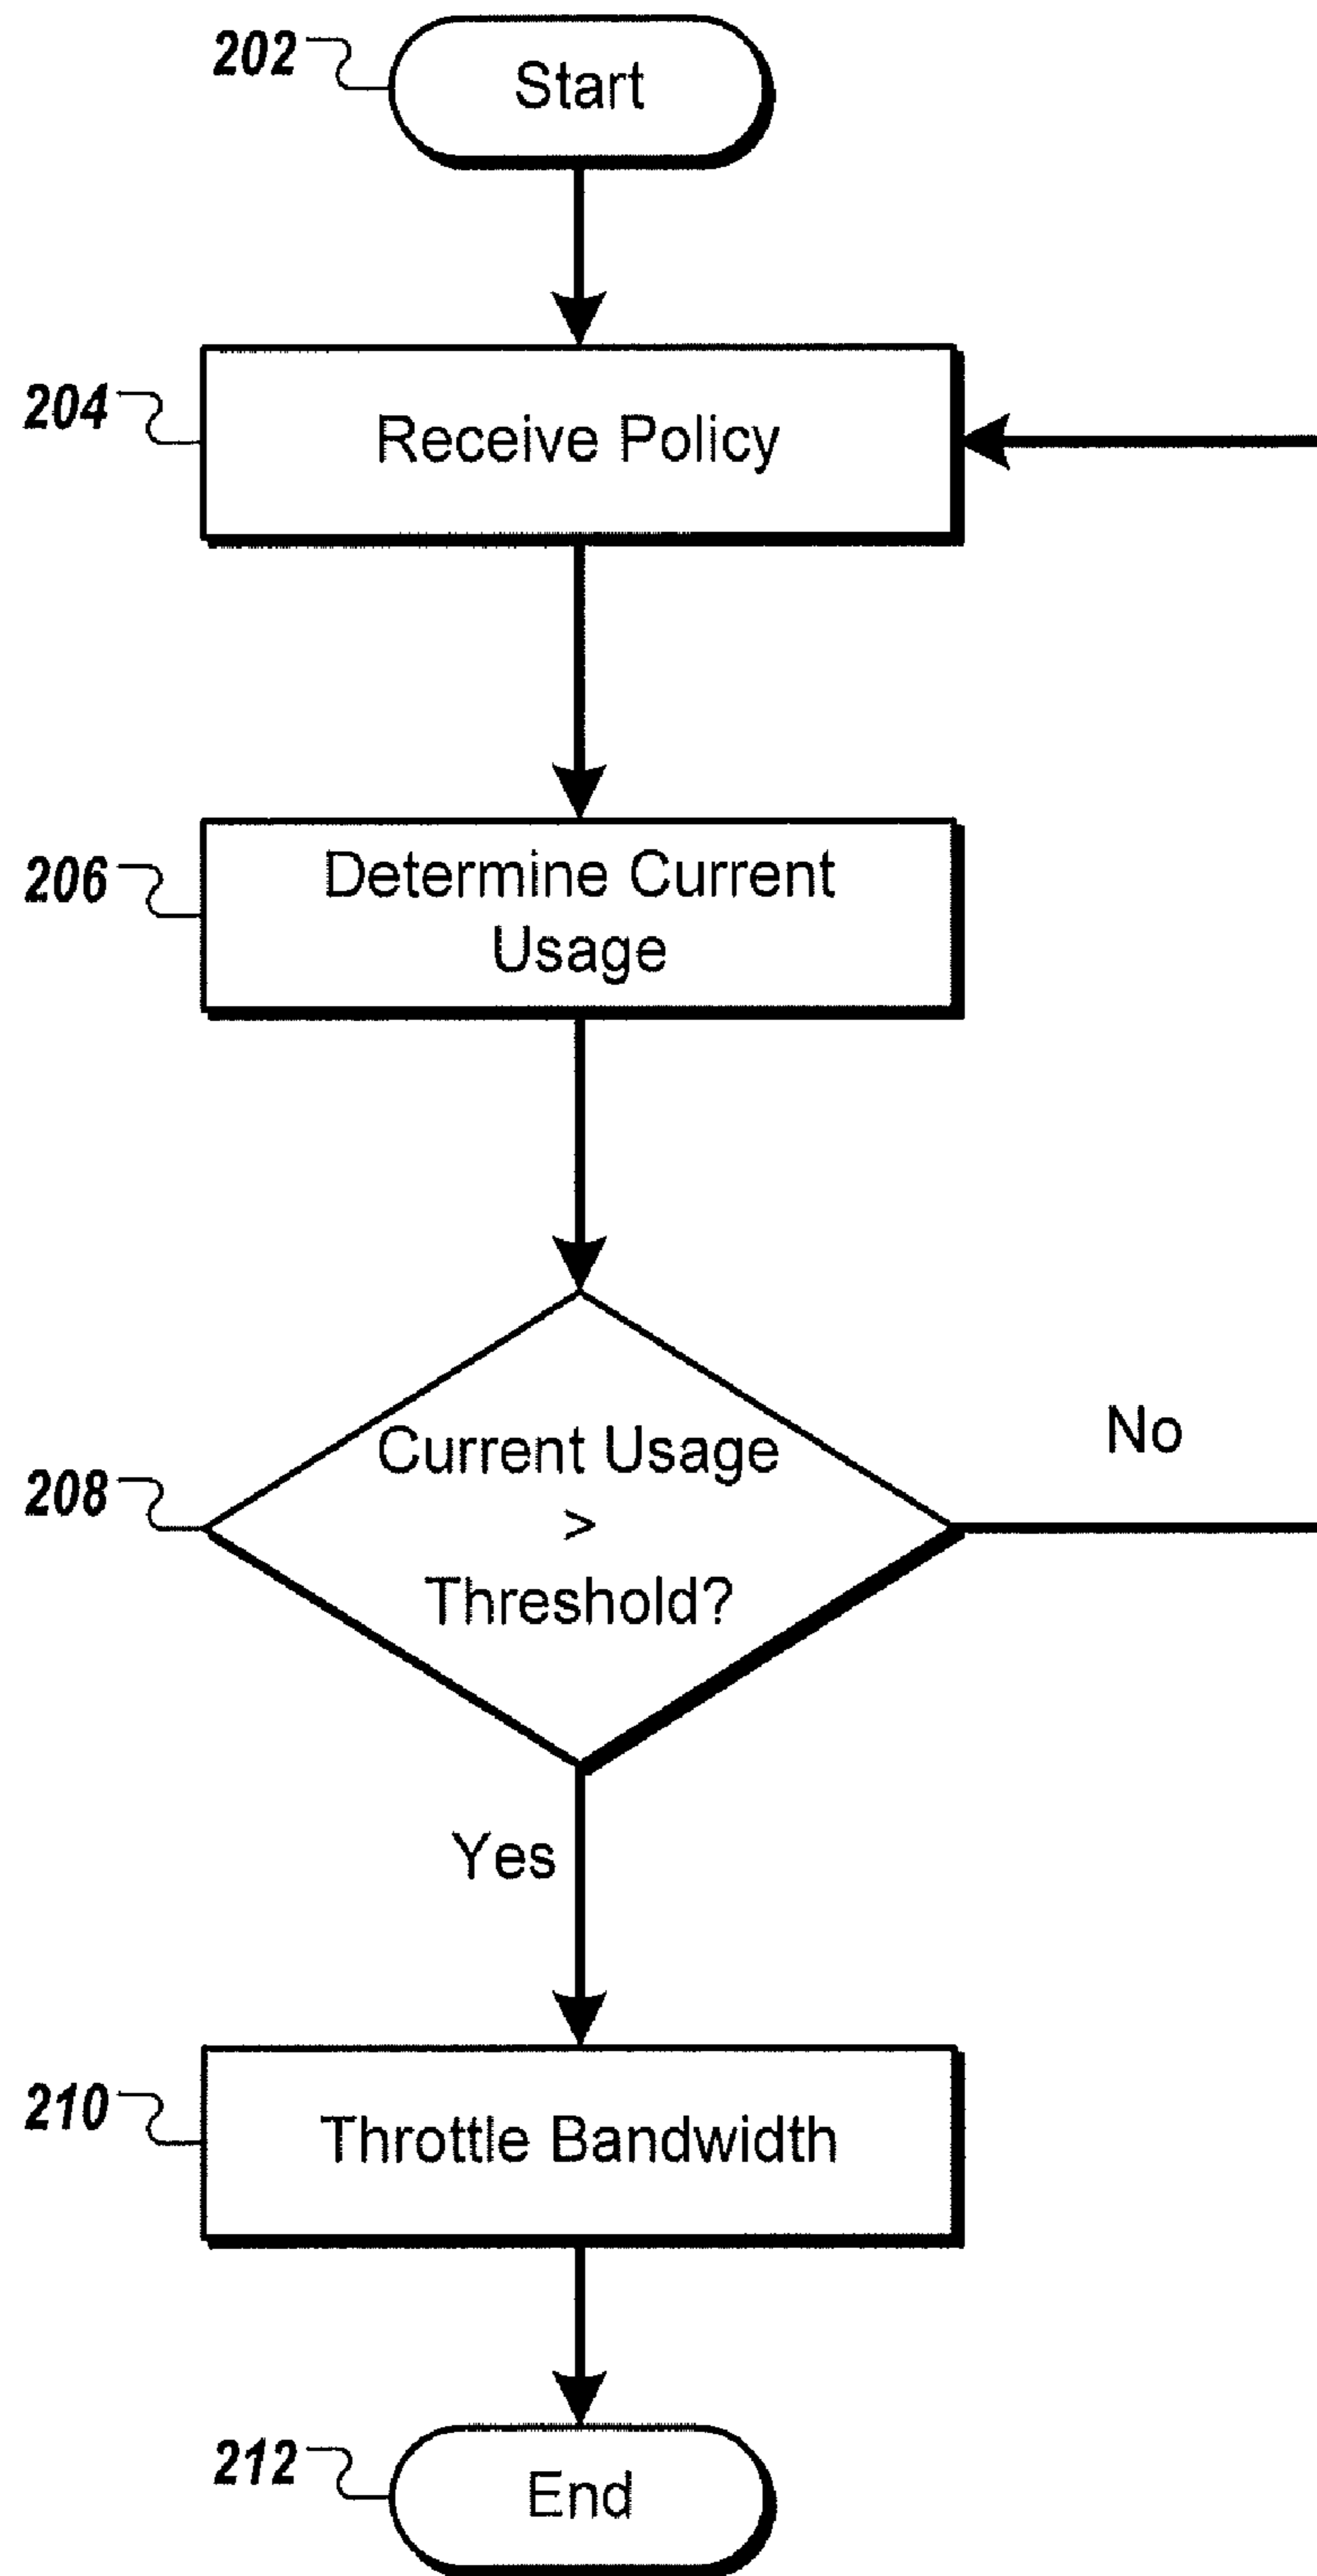 202
Start
204
Receive Policy
206
Determine Current
Usage
208
Current Usage
>
Threshold?
No
Yes
210
Throttle Bandwidth
212
End